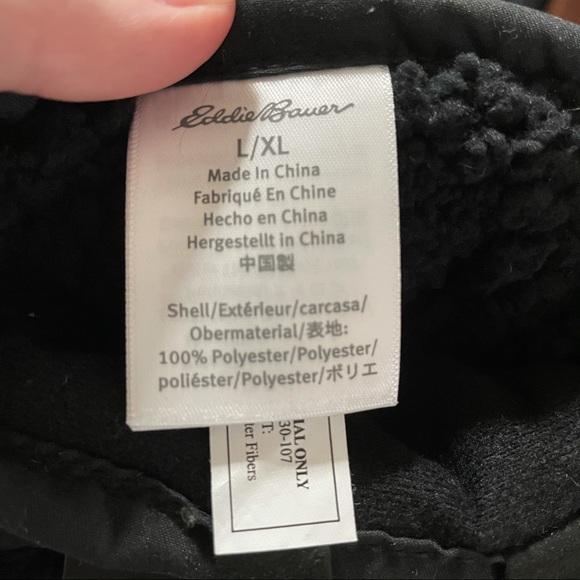 Eddie Bauer
L/XL
Made In China
Fabriqué En Chine
Hecho en China
Hergestellt in China
中国製
Shell/Extérieur/carcasa/
Obermaterial/表地:
100% Polyester/Polyester/
poliéster/Polyester/ポリエ
IAL ONLY
30-107
T:
ter Fibers